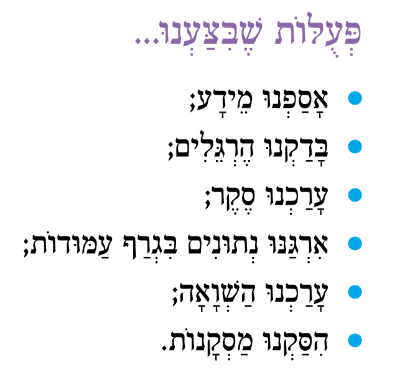 פְּעֻלּוֹת שֶׁבִּצַּעְנוּ...
אָסַפְנוּ מֵידָע;
בָּדַקְנוּ הֶרְגֵּלִים;
עָרַכְנוּ סֶקֶר;
אִרְגַּנּוּ נְתוּנִים בִּגְרַף עַמּוּדוֹת;
עָרַכְנוּ הַשְׁוָאָה;
הִסַּקְנוּ מַסְקָנוֹת.